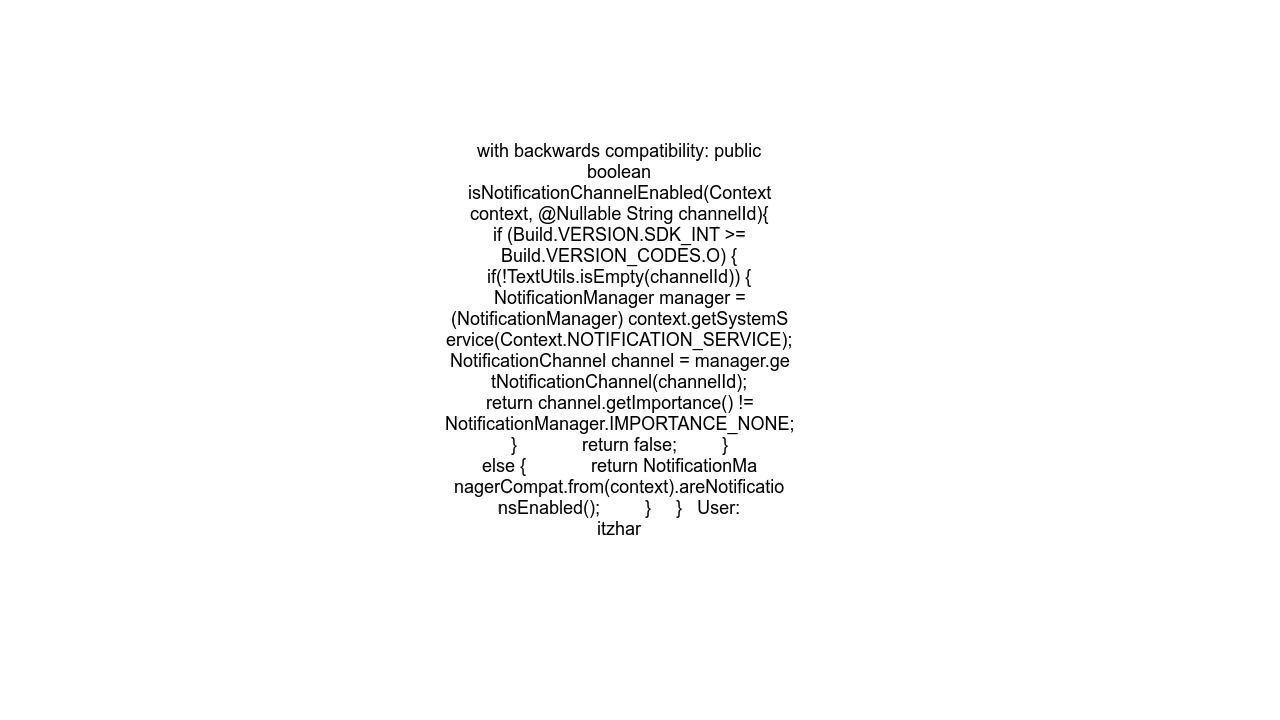 with backwards compatibility: public
boolean
isNotificationChannelEnabled(Context
context, @Nullable String channelId){
if (Build.VERSION.SDK_INT >=
Build.VERSION_CODES.O) {
if(!TextUtils.isEmpty(channelId)) {
NotificationManager manager =
(NotificationManager) context.getSystemS
ervice(Context.NOTIFICATION_SERVICE);
NotificationChannel channel = manager.ge
tNotificationChannel(channelId);
return channel.getImportance() !=
NotificationManager.IMPORTANCE_NONE;
} return false; }
else { return NotificationMa
nagerCompat.from(context).areNotificatio
nsEnabled(); } } User:
itzhar